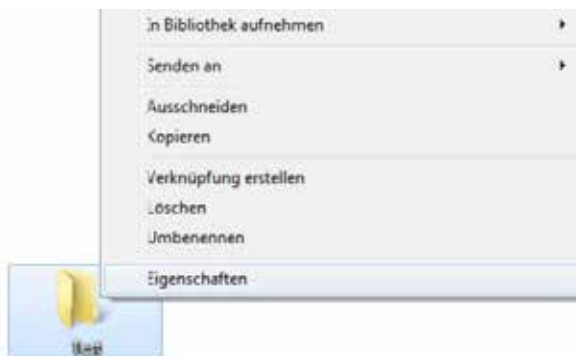 In Bibliothek aufnehmen
Senden an
Ausschneiden
Kopieren
Verknüpfung erstellen
Löschen
Umbenennen
Eigenschaften